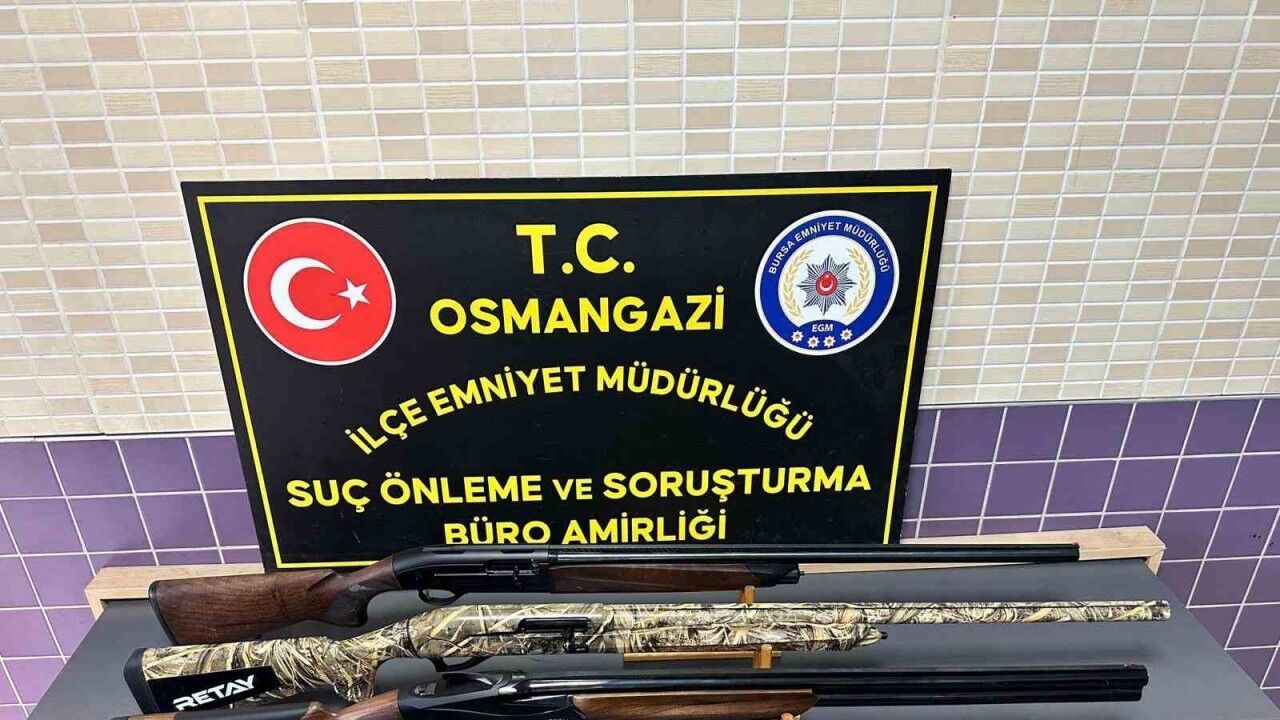 T.C.
OSMANGAZİ
İLÇE EMNİYET MÜDÜRLÜĞÜ
SUÇ ÖNLEME VE SORUŞTURMA
BÜRO AMİRLİĞİ
BURSA EMNİYET MÜDÜRLÜĞÜ
EGM
RETAY